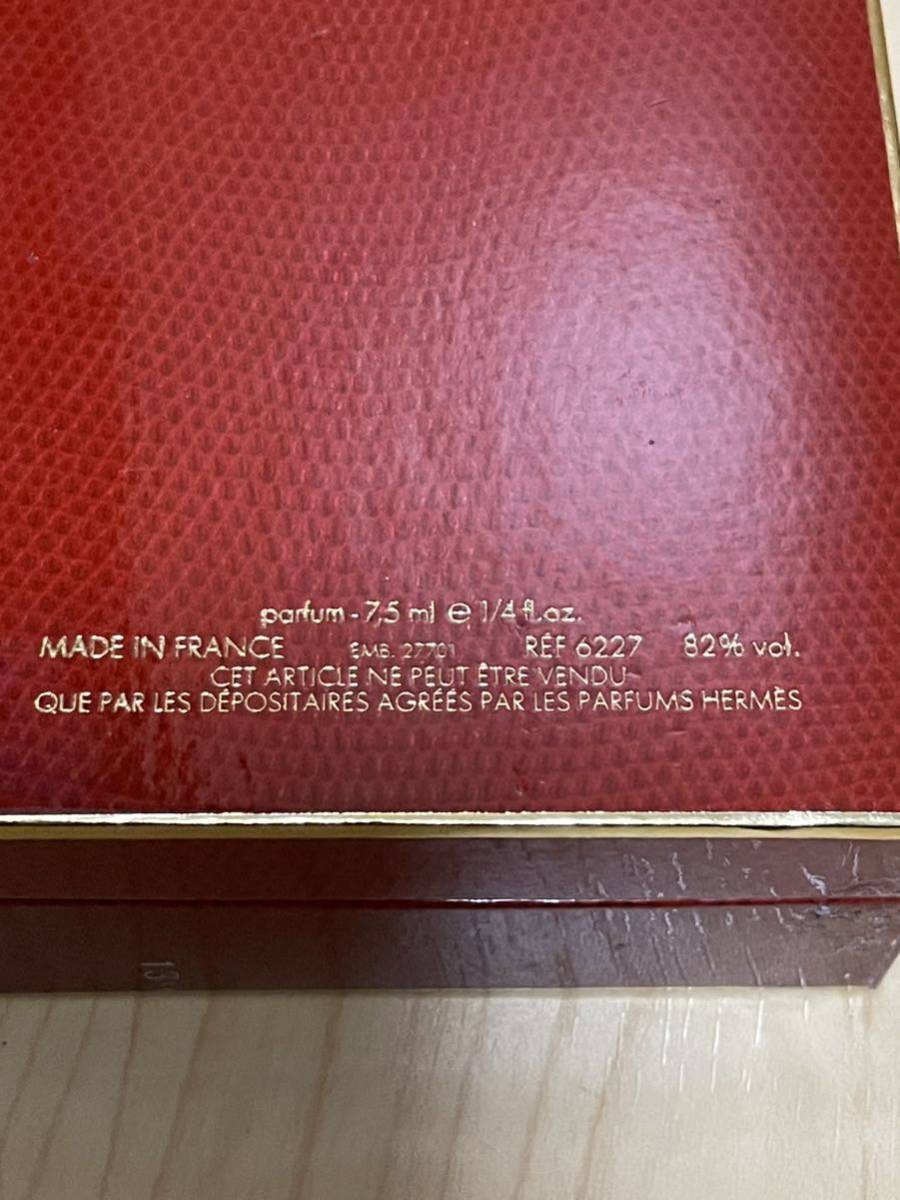 parfum - 7,5 ml ℮ 1/4 fl.oz.
MADE IN FRANCE EMB. 27701 RÉF 6227 82% vol.
CET ARTICLE NE PEUT ÊTRE VENDU
QUE PAR LES DÉPOSITAIRES AGRÉÉS PAR LES PARFUMS HERMÈS